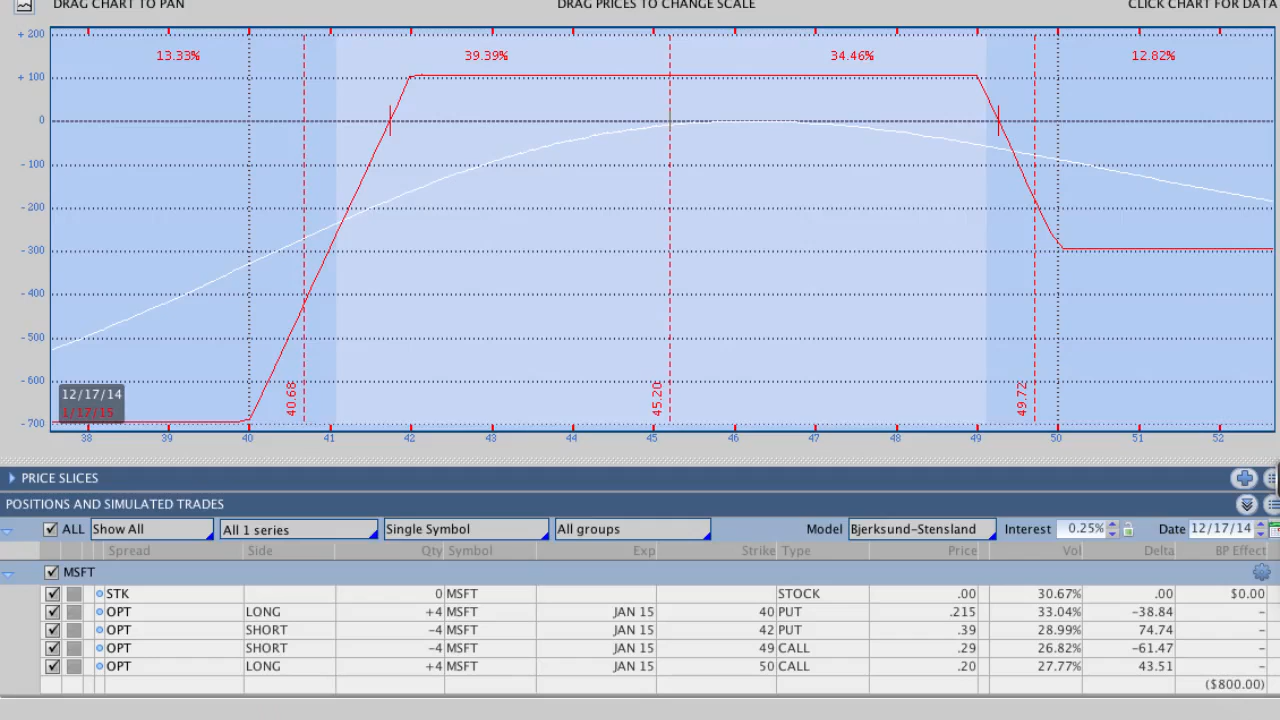 DRAG CHART TO PAN DRAG PRICES TO CHANGE SCALE CLICK CHART FOR DATA
+ 200
13.33% 39.39% 34.46% 12.82%
+ 100
0
- 100
- 200
- 300
- 400
- 500
- 600
- 700
12/17/14
1/17/15
40.68 45.20 49.72
38 39 40 41 42 43 44 45 46 47 48 49 50 51 52
PRICE SLICES
POSITIONS AND SIMULATED TRADES
ALL Show All All 1 series Single Symbol All groups Model Bjerksund-Stensland Interest 0.25% Date 12/17/14
Spread Side Qty Symbol Exp Strike Type Price Vol Delta BP Effect
MSFT
STK 0 MSFT STOCK .00 30.67% .00 $0.00
OPT LONG +4 MSFT JAN 15 40 PUT .215 33.04% -38.84 -
OPT SHORT -4 MSFT JAN 15 42 PUT .39 28.99% 74.74 -
OPT SHORT -4 MSFT JAN 15 49 CALL .29 26.82% -61.47 -
OPT LONG +4 MSFT JAN 15 50 CALL .20 27.77% 43.51 -
($800.00)